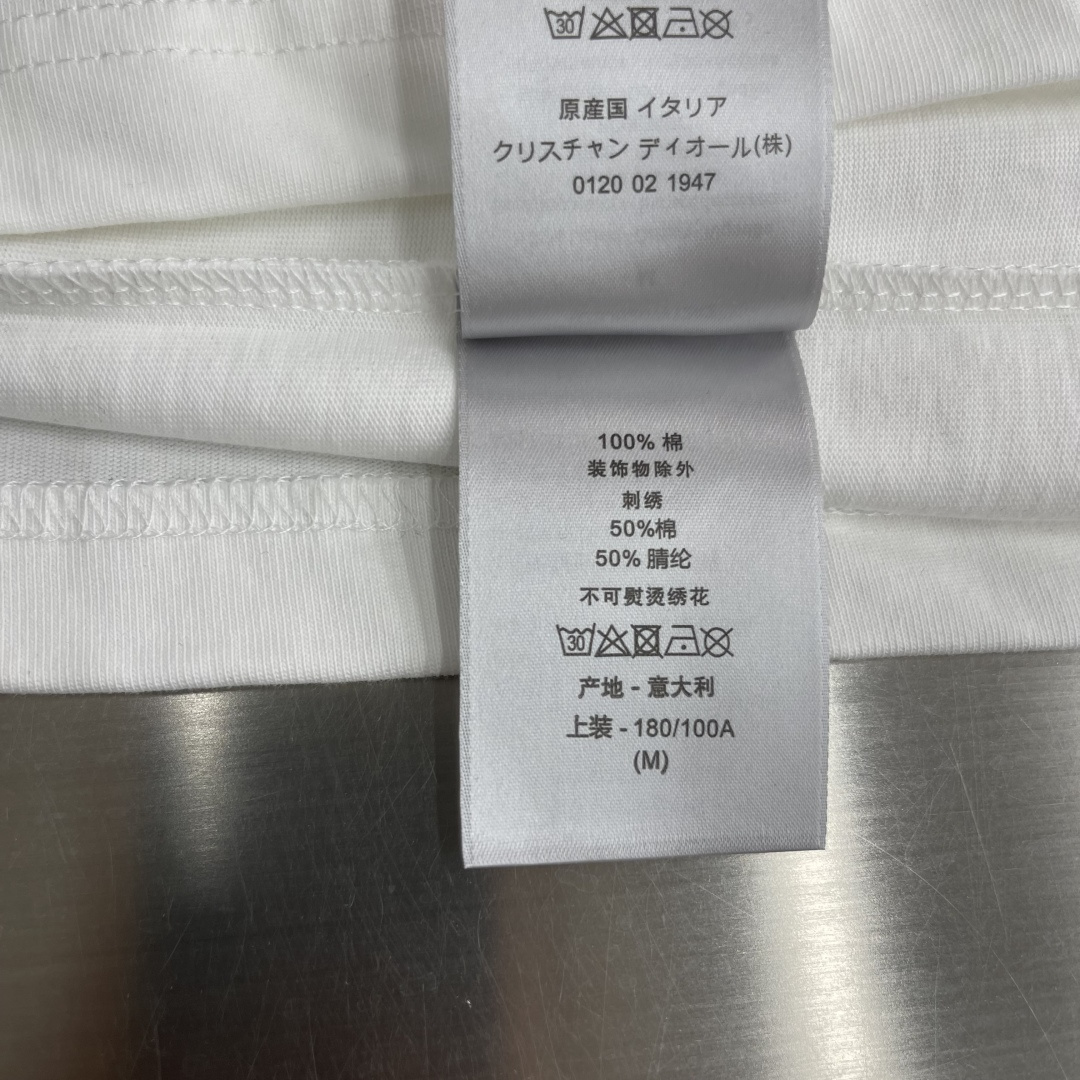 30
原産国 イタリア
クリスチャン ディオール(株)
0120 02 1947
100% 棉
装饰物除外
刺绣
50%棉
50% 腈纶
不可熨烫绣花
30
产地 - 意大利
上装 - 180/100A
(M)